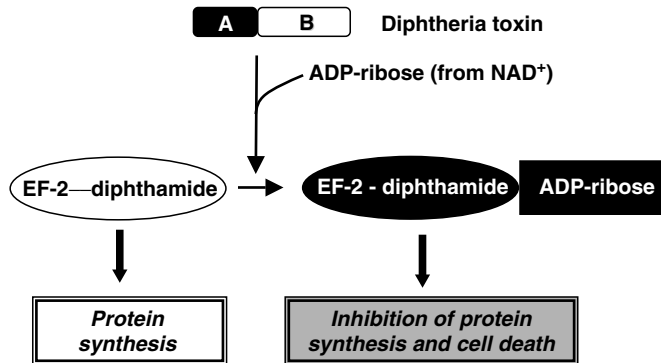 A B Diphtheria toxin
ADP-ribose (from NAD⁺)
EF-2—diphthamide EF-2 - diphthamide ADP-ribose
Protein
synthesis
Inhibition of protein
synthesis and cell death